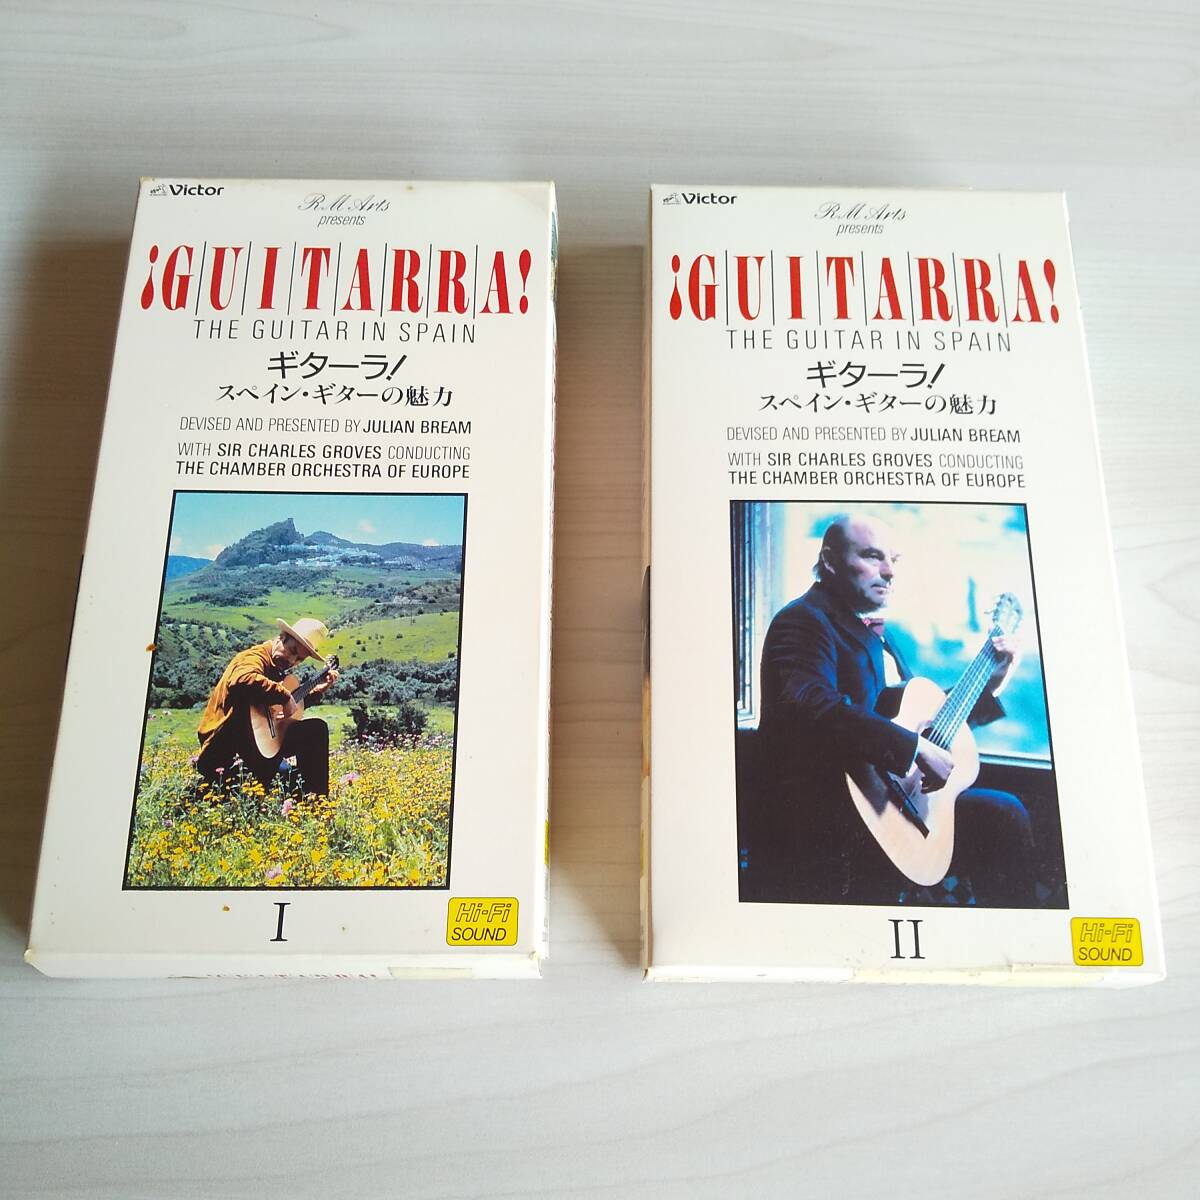 Victor
RM Arts
presents
¡GUITARRA!
THE GUITAR IN SPAIN
ギターラ!
スペイン・ギターの魅力
DEVISED AND PRESENTED BY JULIAN BREAM
WITH SIR CHARLES GROVES CONDUCTING
THE CHAMBER ORCHESTRA OF EUROPE
I
Hi-Fi
SOUND
¡GUITARRA!
Victor
RM Arts
presents
¡GUITARRA!
THE GUITAR IN SPAIN
ギターラ!
スペイン・ギターの魅力
DEVISED AND PRESENTED BY JULIAN BREAM
WITH SIR CHARLES GROVES CONDUCTING
THE CHAMBER ORCHESTRA OF EUROPE
II
Hi-Fi
SOUND